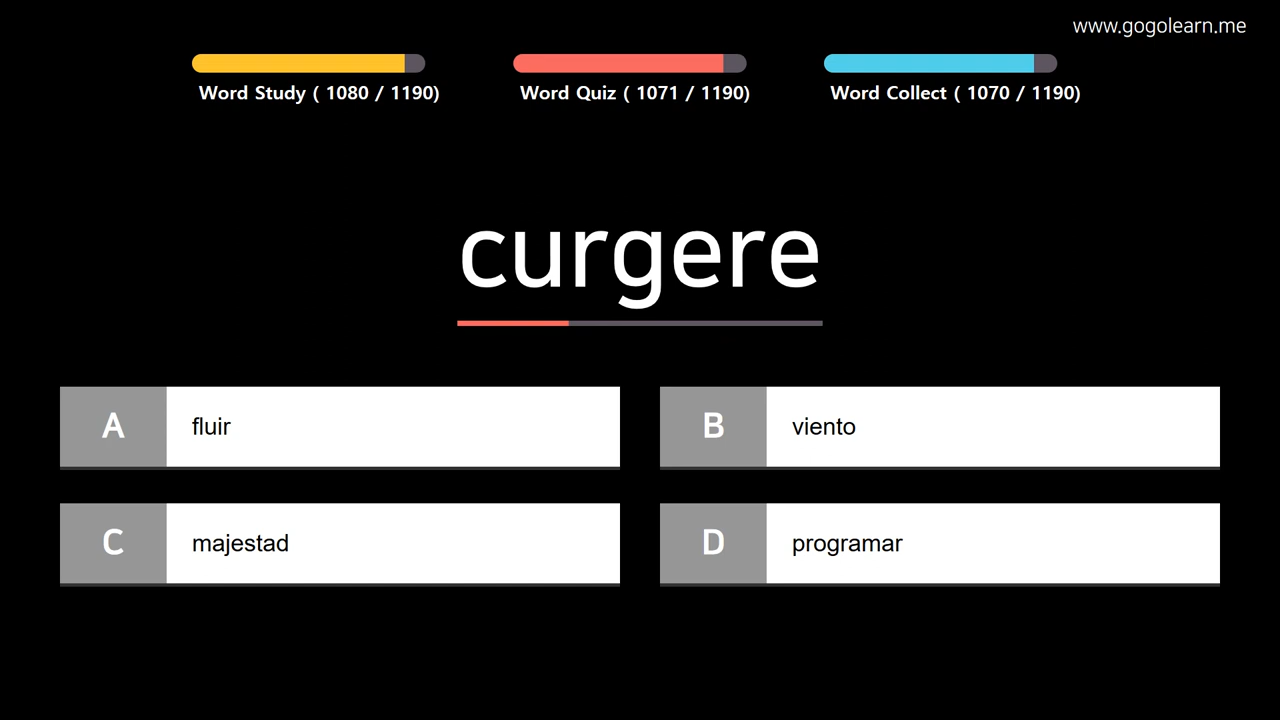 www.gogolearn.me
Word Study ( 1080 / 1190)
Word Quiz ( 1071 / 1190)
Word Collect ( 1070 / 1190)
curgere
A fluir
B viento
C majestad
D programar